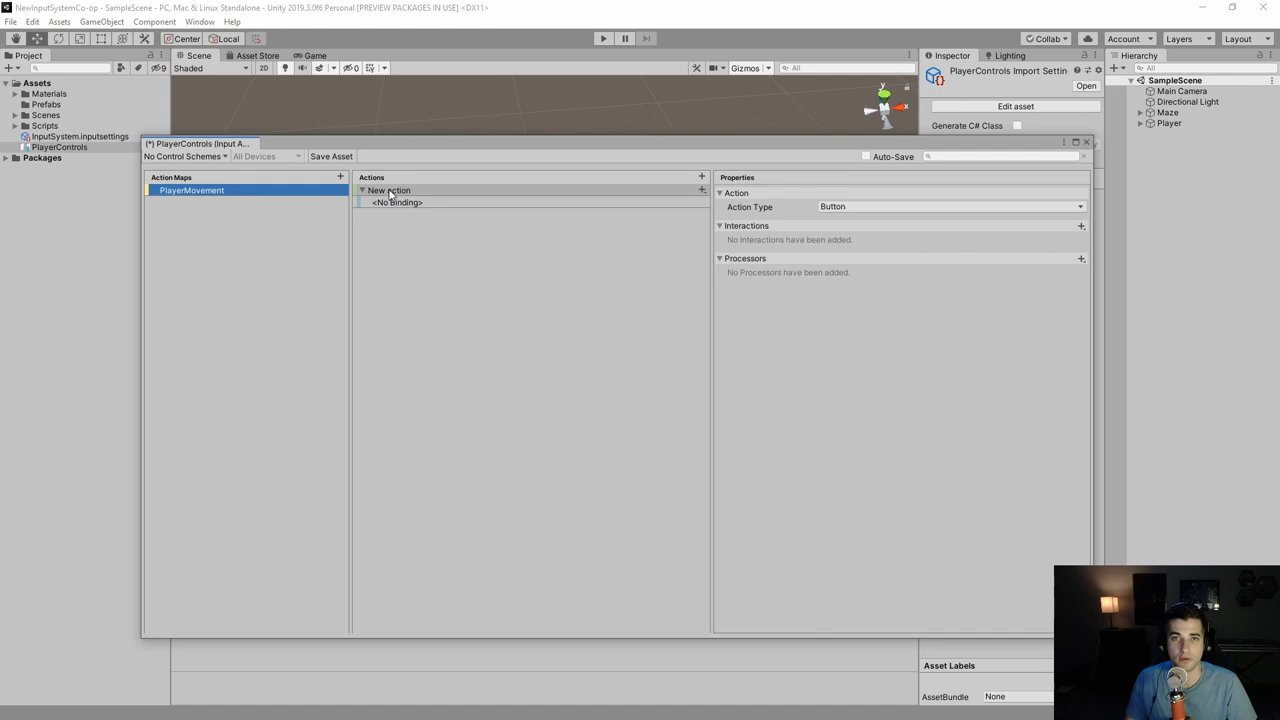 NewInputSystemCo-op - SampleScene - PC, Mac & Linux Standalone - Unity 2019.3.0f6 Personal [PREVIEW PACKAGES IN USE] <DX11>
File Edit Assets GameObject Component Window Help
Center Local Collab Account Layers Layout
Project Scene Asset Store Game Inspector Lighting Hierarchy
9 Shaded 2D 0 Gizmos All All
Assets
Materials
Prefabs
Scenes
Scripts
InputSystem.inputsettings
PlayerControls
Packages
PlayerControls Import Settin
Open
Edit asset
Generate C# Class
SampleScene
Main Camera
Directional Light
Maze
Player
(*) PlayerControls (Input A...
No Control Schemes All Devices Save Asset Auto-Save
Action Maps Actions Properties
PlayerMovement New action Action
<No Binding> Action Type Button
Interactions
No Interactions have been added.
Processors
No Processors have been added.
Asset Labels
AssetBundle None